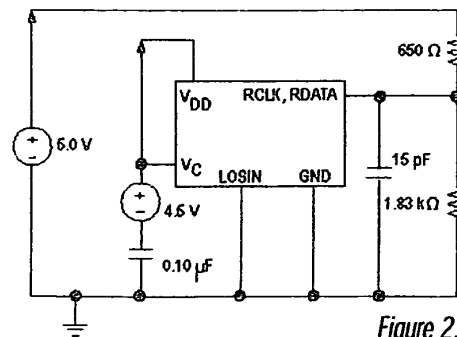 650 Ω
V_DD
RCLK, RDATA
5.0 V
V_C
LOSIN
GND
15 pF
4.5 V
1.83 kΩ
0.10 µF
Figure 2.